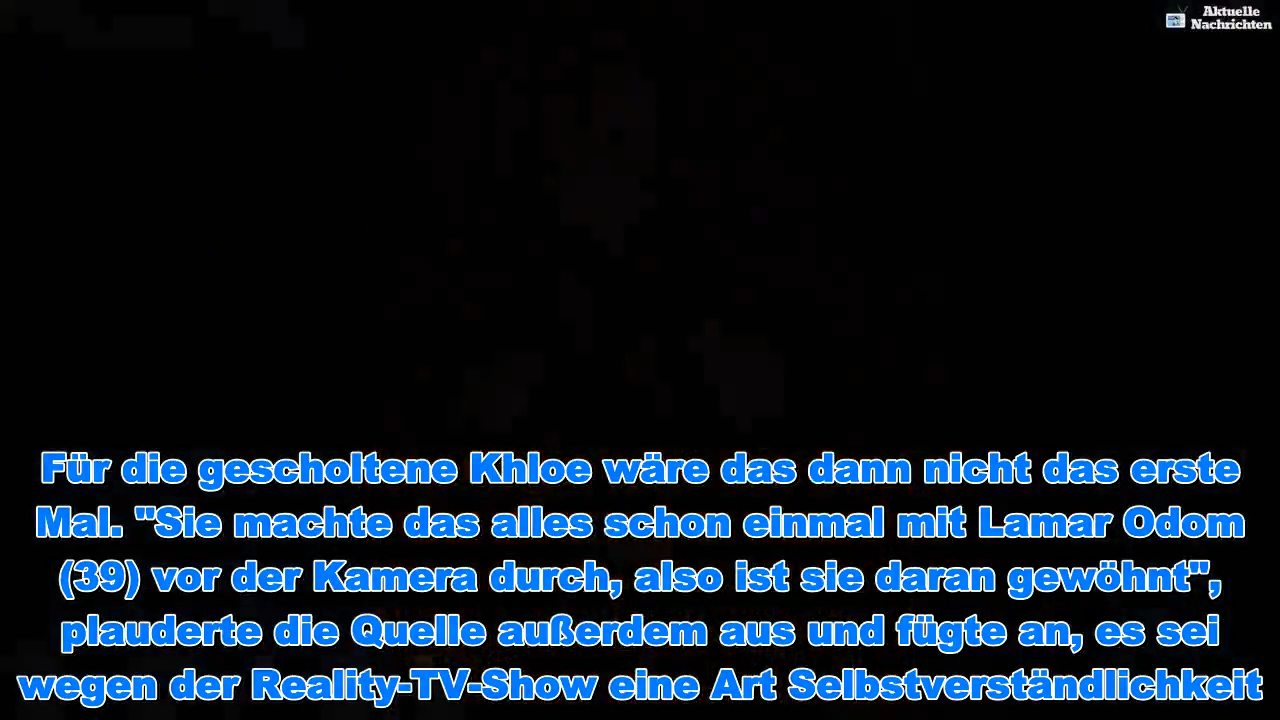 Aktuelle
Nachrichten
Für die gescholtene Khloe wäre das dann nicht das erste
Mal. "Sie machte das alles schon einmal mit Lamar Odom
(39) vor der Kamera durch, also ist sie daran gewöhnt",
plauderte die Quelle außerdem aus und fügte an, es sei
wegen der Reality-TV-Show eine Art Selbstverständlichkeit